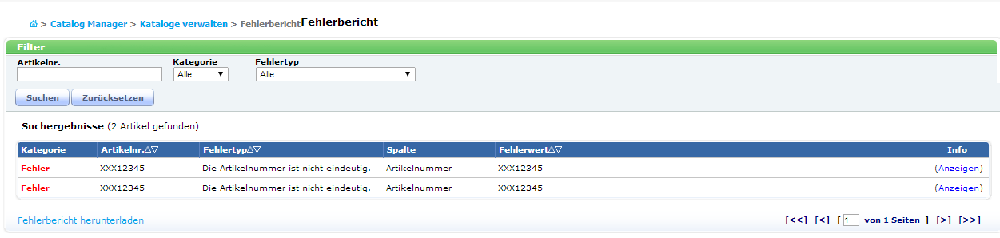 > Catalog Manager > Kataloge verwalten > Fehlerbericht Fehlerbericht
Filter
Artikelnr. Kategorie Fehlertyp
Alle Alle
Suchen Zurücksetzen
Suchergebnisse (2 Artikel gefunden)
Kategorie Artikelnr.△▽ Fehlertyp△▽ Spalte Fehlerwert△▽ Info
Fehler XXX12345 Die Artikelnummer ist nicht eindeutig. Artikelnummer XXX12345 (Anzeigen)
Fehler XXX12345 Die Artikelnummer ist nicht eindeutig. Artikelnummer XXX12345 (Anzeigen)
Fehlerbericht herunterladen [<<] [<] [ 1 von 1 Seiten ] [>] [>>]